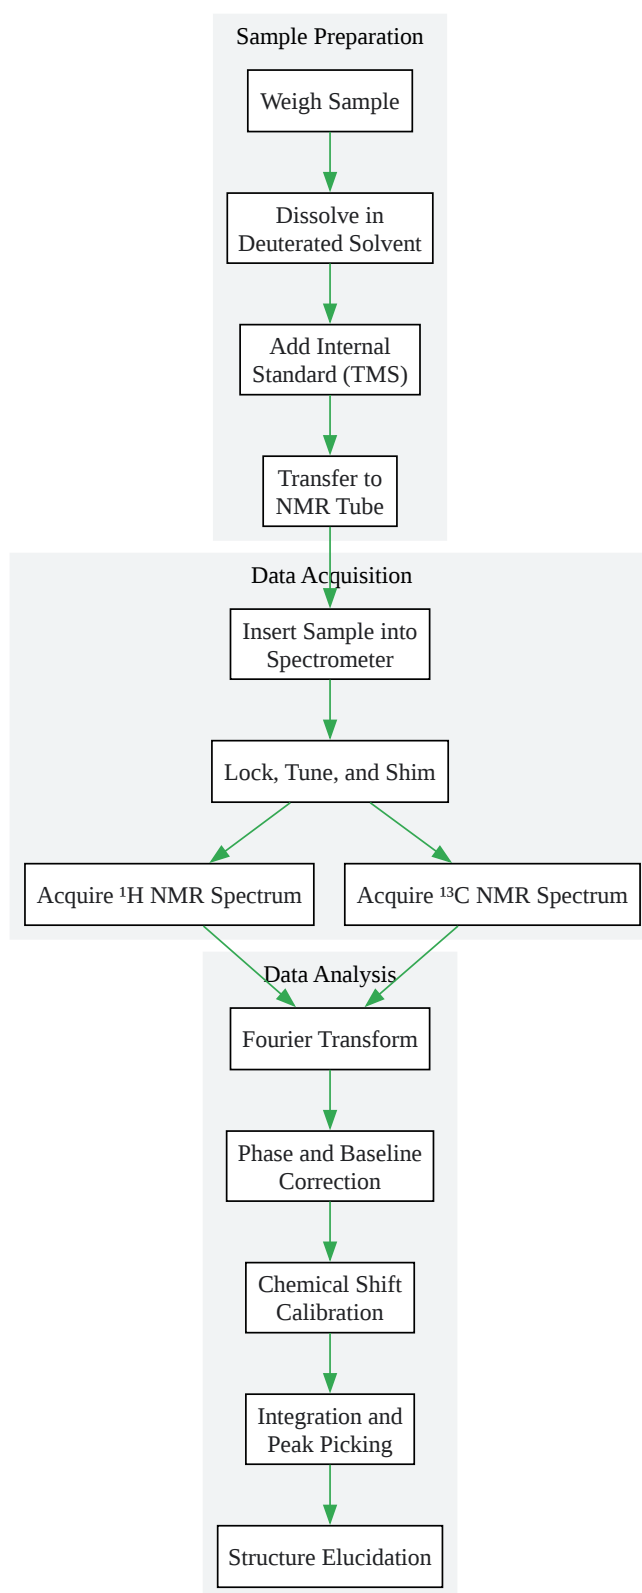 Sample Preparation
Weigh Sample
Dissolve in
Deuterated Solvent
Add Internal
Standard (TMS)
Transfer to
NMR Tube
Data Acquisition
Insert Sample into
Spectrometer
Lock, Tune, and Shim
Acquire ¹H NMR Spectrum
Acquire ¹³C NMR Spectrum
Data Analysis
Fourier Transform
Phase and Baseline
Correction
Chemical Shift
Calibration
Integration and
Peak Picking
Structure Elucidation